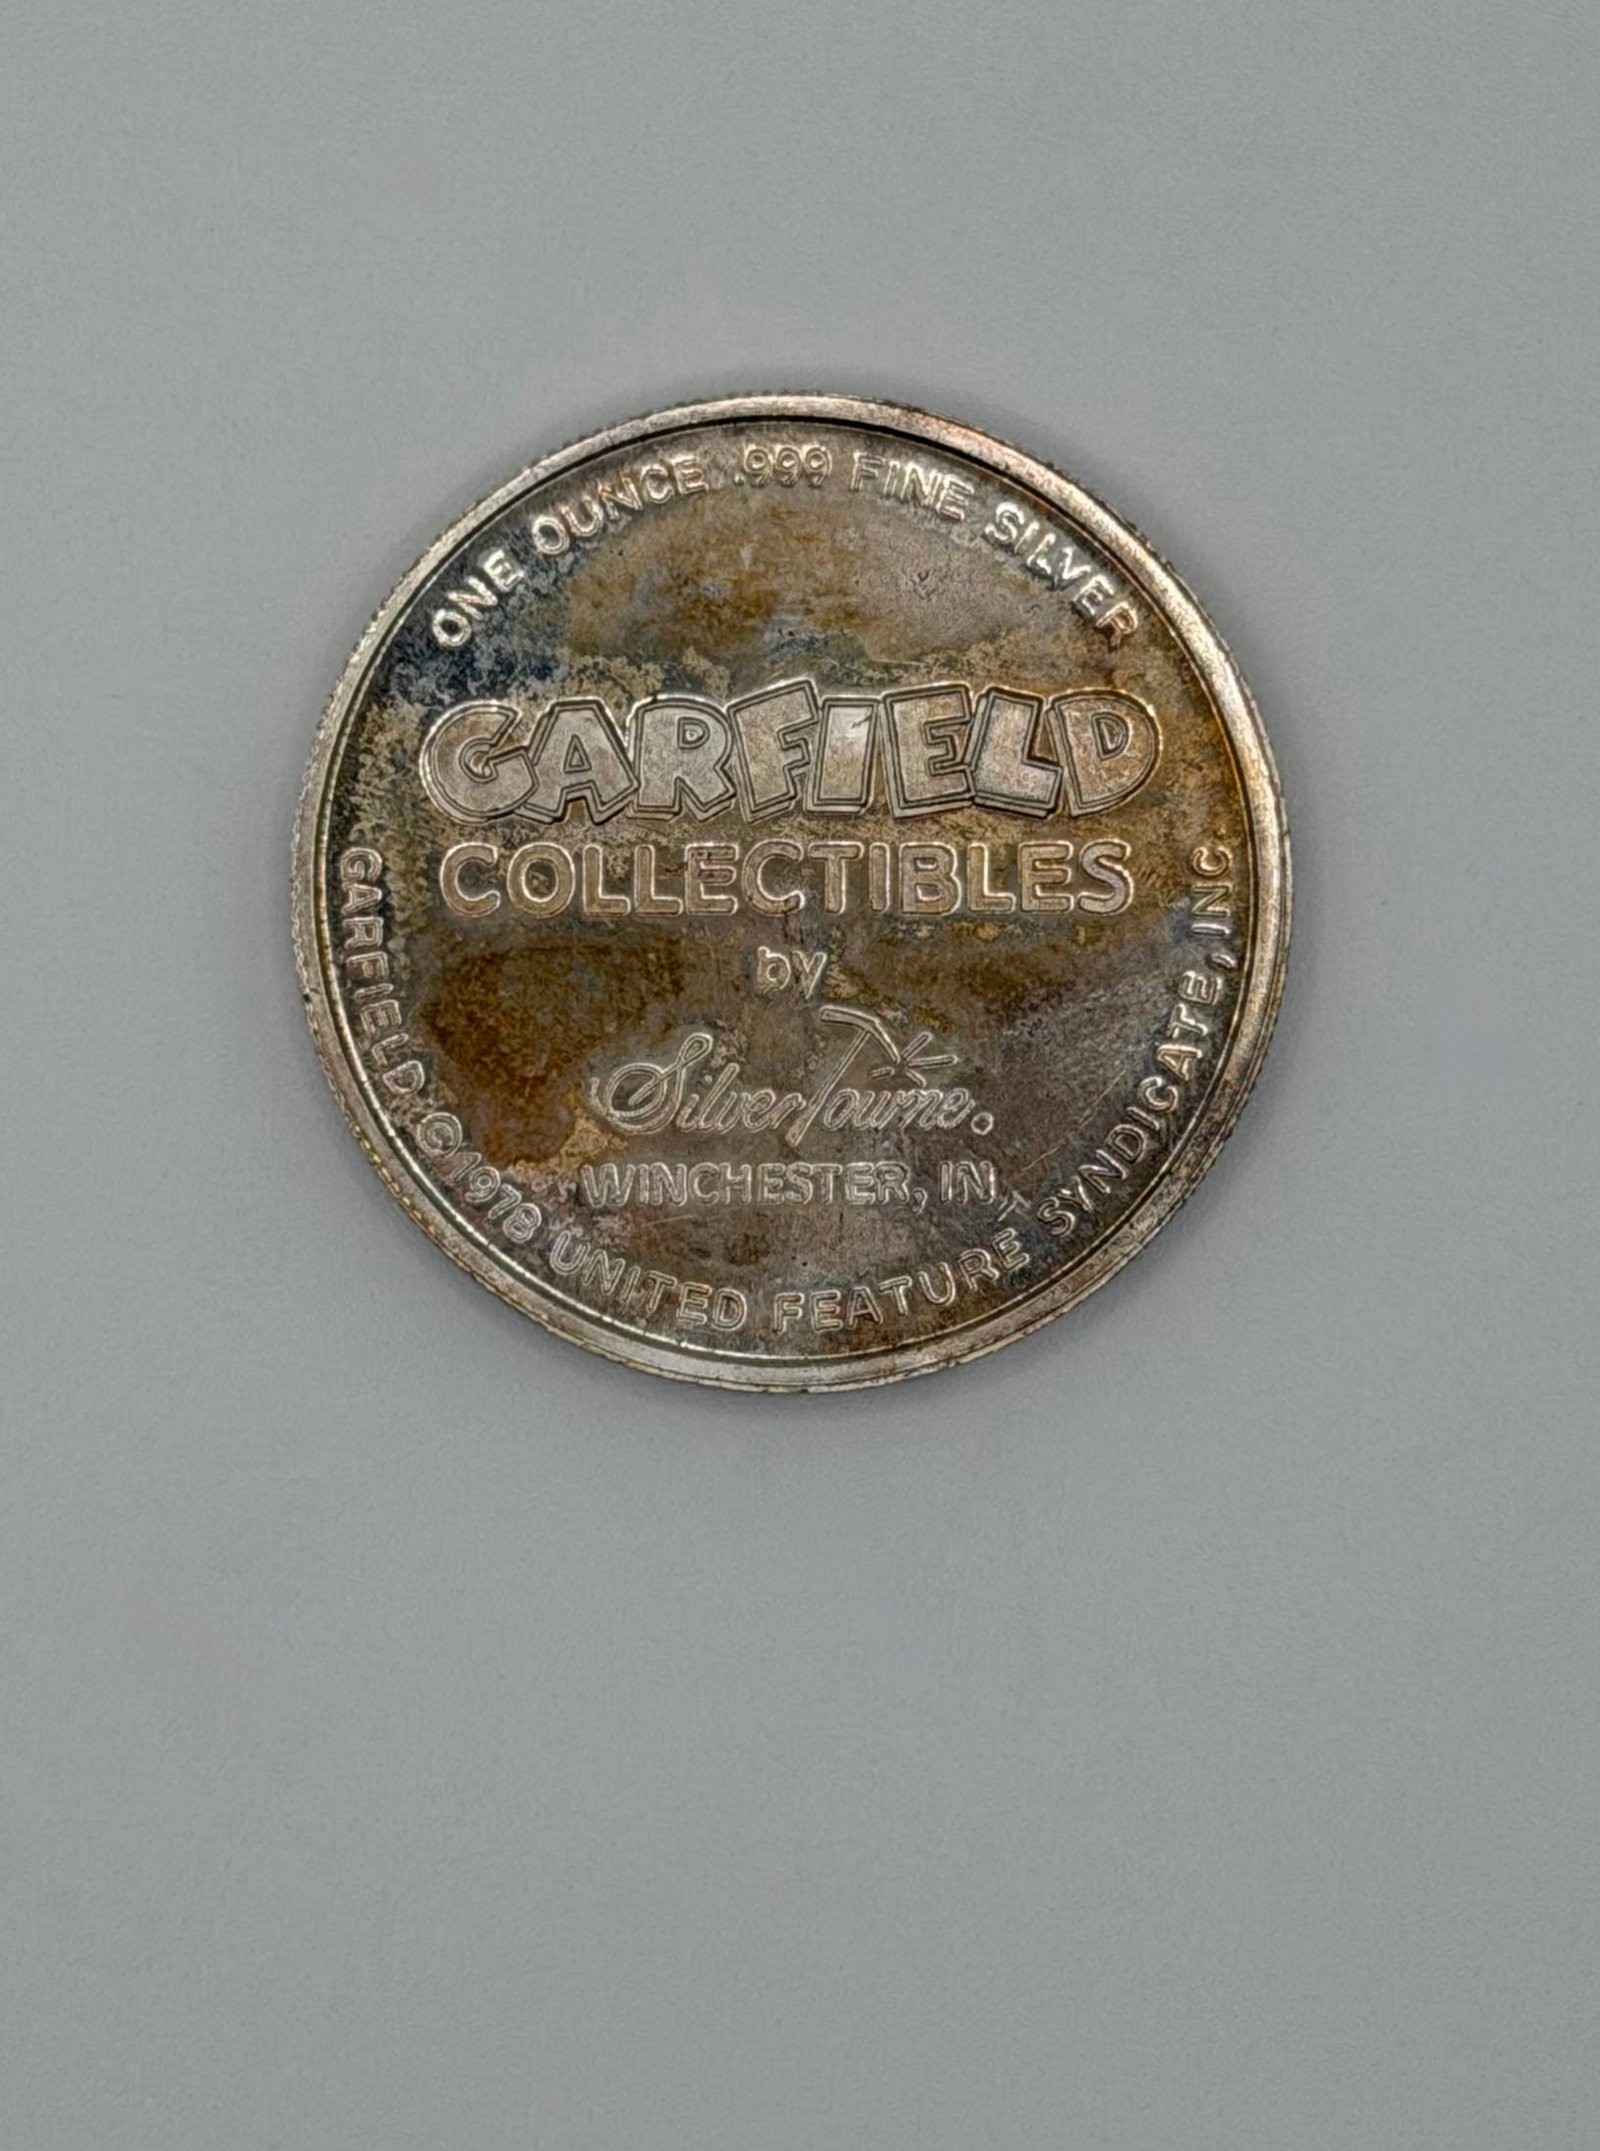 ONE OUNCE .999 FINE SILVER
GARFIELD
COLLECTIBLES
by
SilverTowne
WINCHESTER, IN
GARFIELD © 1978 UNITED FEATURE SYNDICATE, INC.